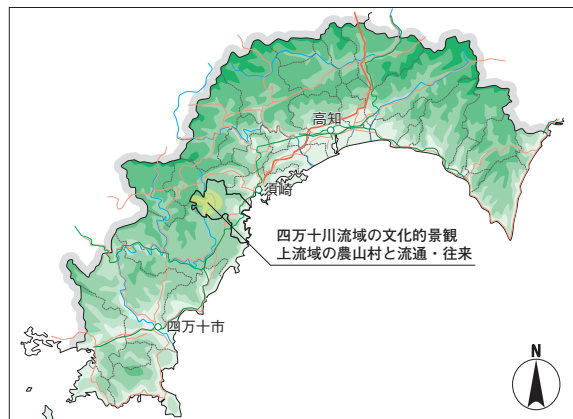 高知
須崎
四万十川流域の文化的景観
上流域の農山村と流通・往来
四万十市
N